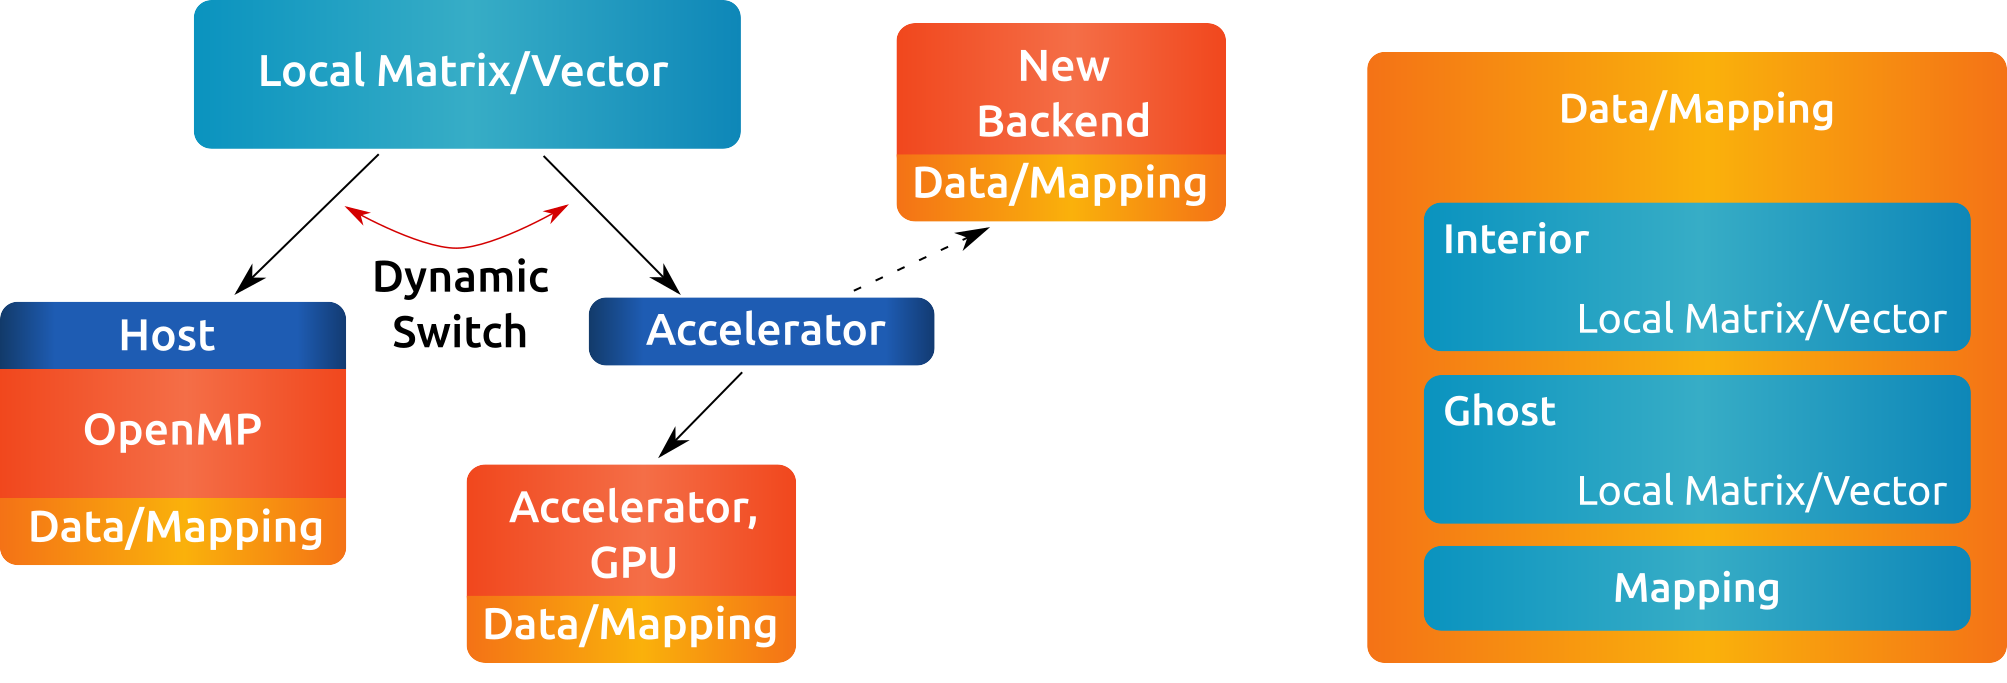 Local Matrix/Vector
New
Backend
Data/Mapping
Dynamic
Switch
Host
OpenMP
Data/Mapping
Accelerator
Accelerator,
GPU
Data/Mapping
Data/Mapping
Interior
Local Matrix/Vector
Ghost
Local Matrix/Vector
Mapping